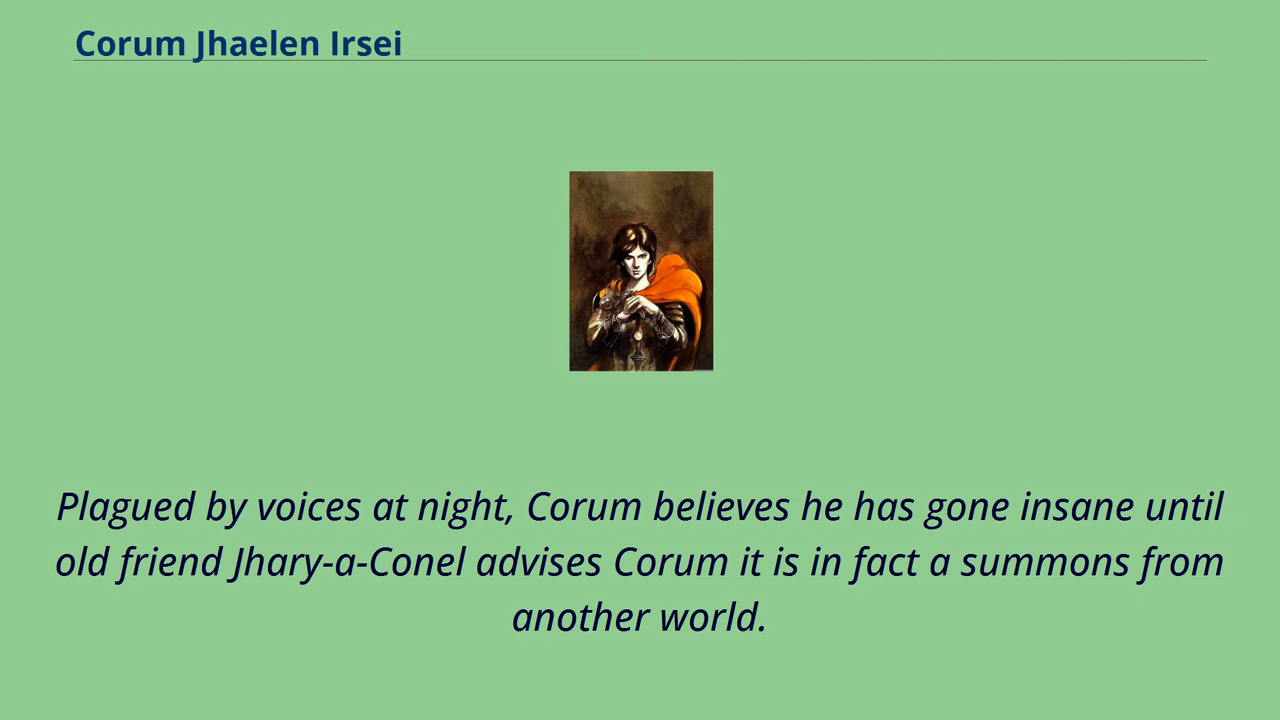 Corum Jhaelen Irsei
Plagued by voices at night, Corum believes he has gone insane until
old friend Jhary-a-Conel advises Corum it is in fact a summons from
another world.